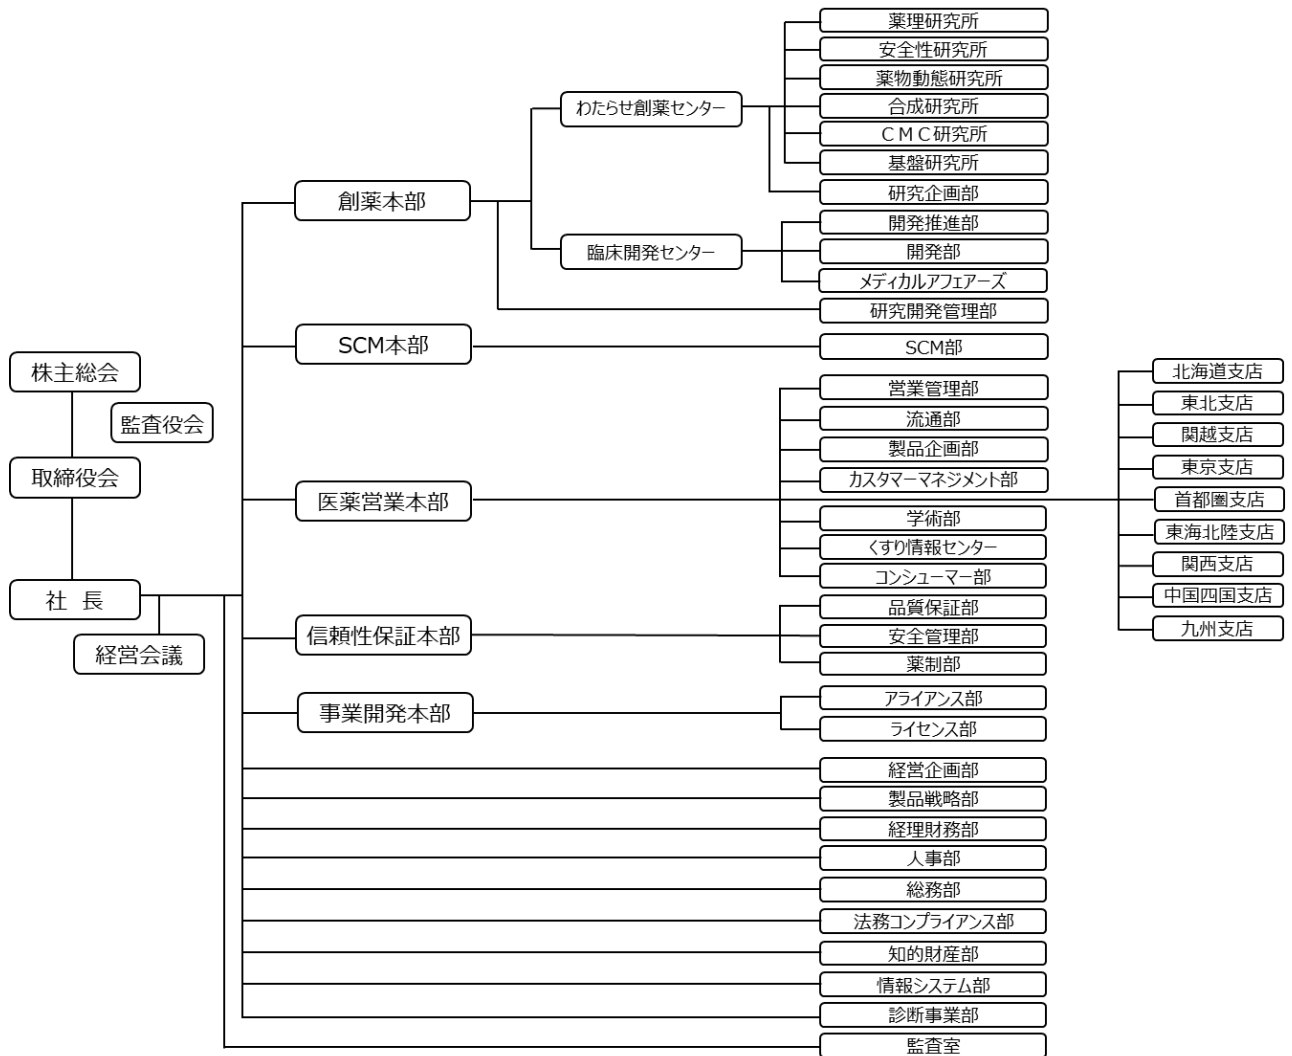 株主総会
監査役会
取締役会
社 長
経営会議
創薬本部
わたらせ創薬センター
薬理研究所
安全性研究所
薬物動態研究所
合成研究所
ＣＭＣ研究所
基盤研究所
研究企画部
臨床開発センター
開発推進部
開発部
メディカルアフェアーズ
研究開発管理部
SCM本部
SCM部
医薬営業本部
営業管理部
流通部
製品企画部
カスタマーマネジメント部
学術部
くすり情報センター
コンシューマー部
北海道支店
東北支店
関越支店
東京支店
首都圏支店
東海北陸支店
関西支店
中国四国支店
九州支店
信頼性保証本部
品質保証部
安全管理部
薬制部
事業開発本部
アライアンス部
ライセンス部
経営企画部
製品戦略部
経理財務部
人事部
総務部
法務コンプライアンス部
知的財産部
情報システム部
診断事業部
監査室